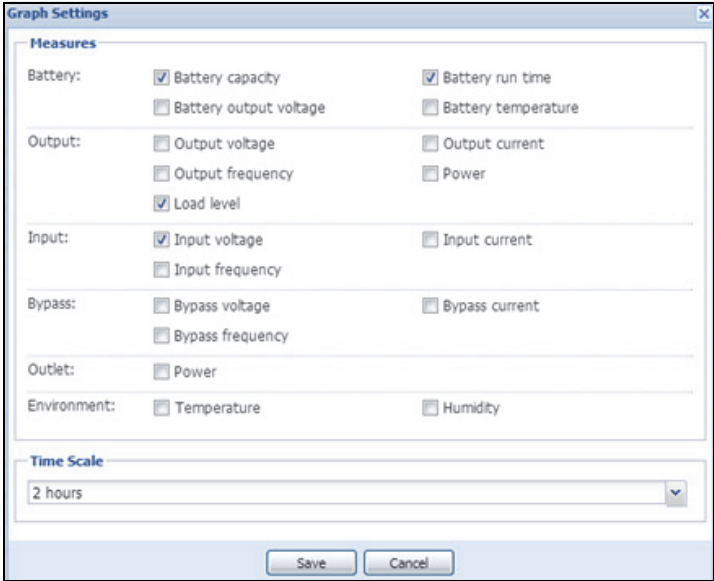 Graph Settings
Measures
Battery: Battery capacity Battery run time
Battery output voltage Battery temperature
Output: Output voltage Output current
Output frequency Power
Load level
Input: Input voltage Input current
Input frequency
Bypass: Bypass voltage Bypass current
Bypass frequency
Outlet: Power
Environment: Temperature Humidity
Time Scale
2 hours
Save Cancel